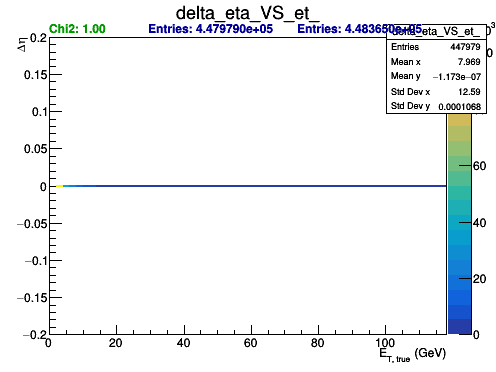 delta_eta_VS_et_
Chi2: 1.00 Entries: 4.479790e+05 Entries: 4.483650e+05
delta_eta_VS_et_
Entries 447979
Mean x 7.969
Mean y −1.173e−07
Std Dev x 12.59
Std Dev y 0.0001068
Δη
0.2
0.15
0.1
0.05
0
−0.05
−0.1
−0.15
−0.2
0 20 40 60 80 100
E_T, true (GeV)
60
40
20
0